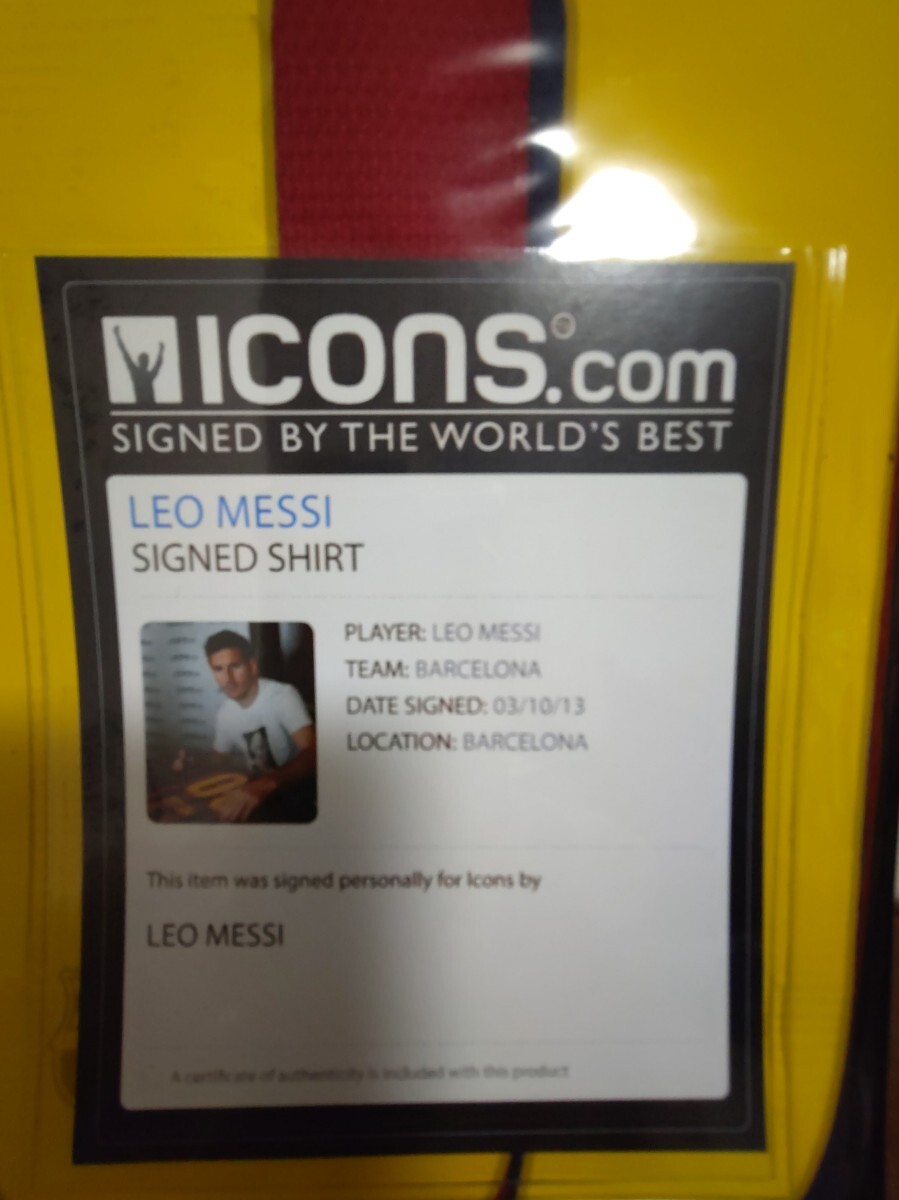 ICONS®.com
SIGNED BY THE WORLD'S BEST
LEO MESSI
SIGNED SHIRT
PLAYER: LEO MESSI
TEAM: BARCELONA
DATE SIGNED: 03/10/13
LOCATION: BARCELONA
This item was signed personally for Icons by
LEO MESSI
A certificate of authenticity is included with this product